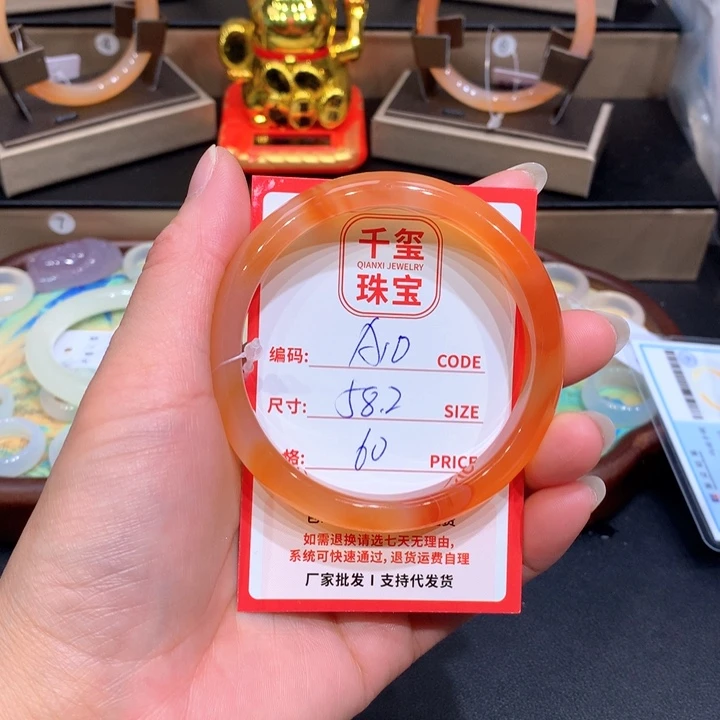 千玺
QIANXI JEWELRY
珠宝
编码: A10 CODE
尺寸: 58.2 SIZE
格: 60 PRICE
如需退换请选七天无理由,
系统可快速通过, 退货运费自理
厂家批发 I 支持代发货